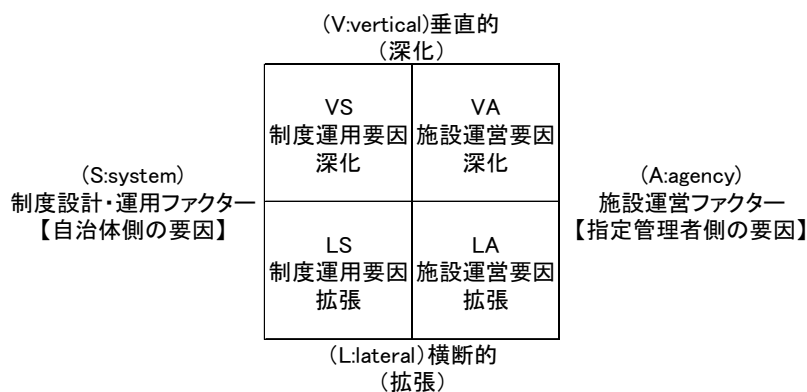 (V:vertical)垂直的
(深化)
VS
制度運用要因
深化
VA
施設運営要因
深化
(S:system)
制度設計・運用ファクター
【自治体側の要因】
(A:agency)
施設運営ファクター
【指定管理者側の要因】
LS
制度運用要因
拡張
LA
施設運営要因
拡張
(L:lateral)横断的
(拡張)